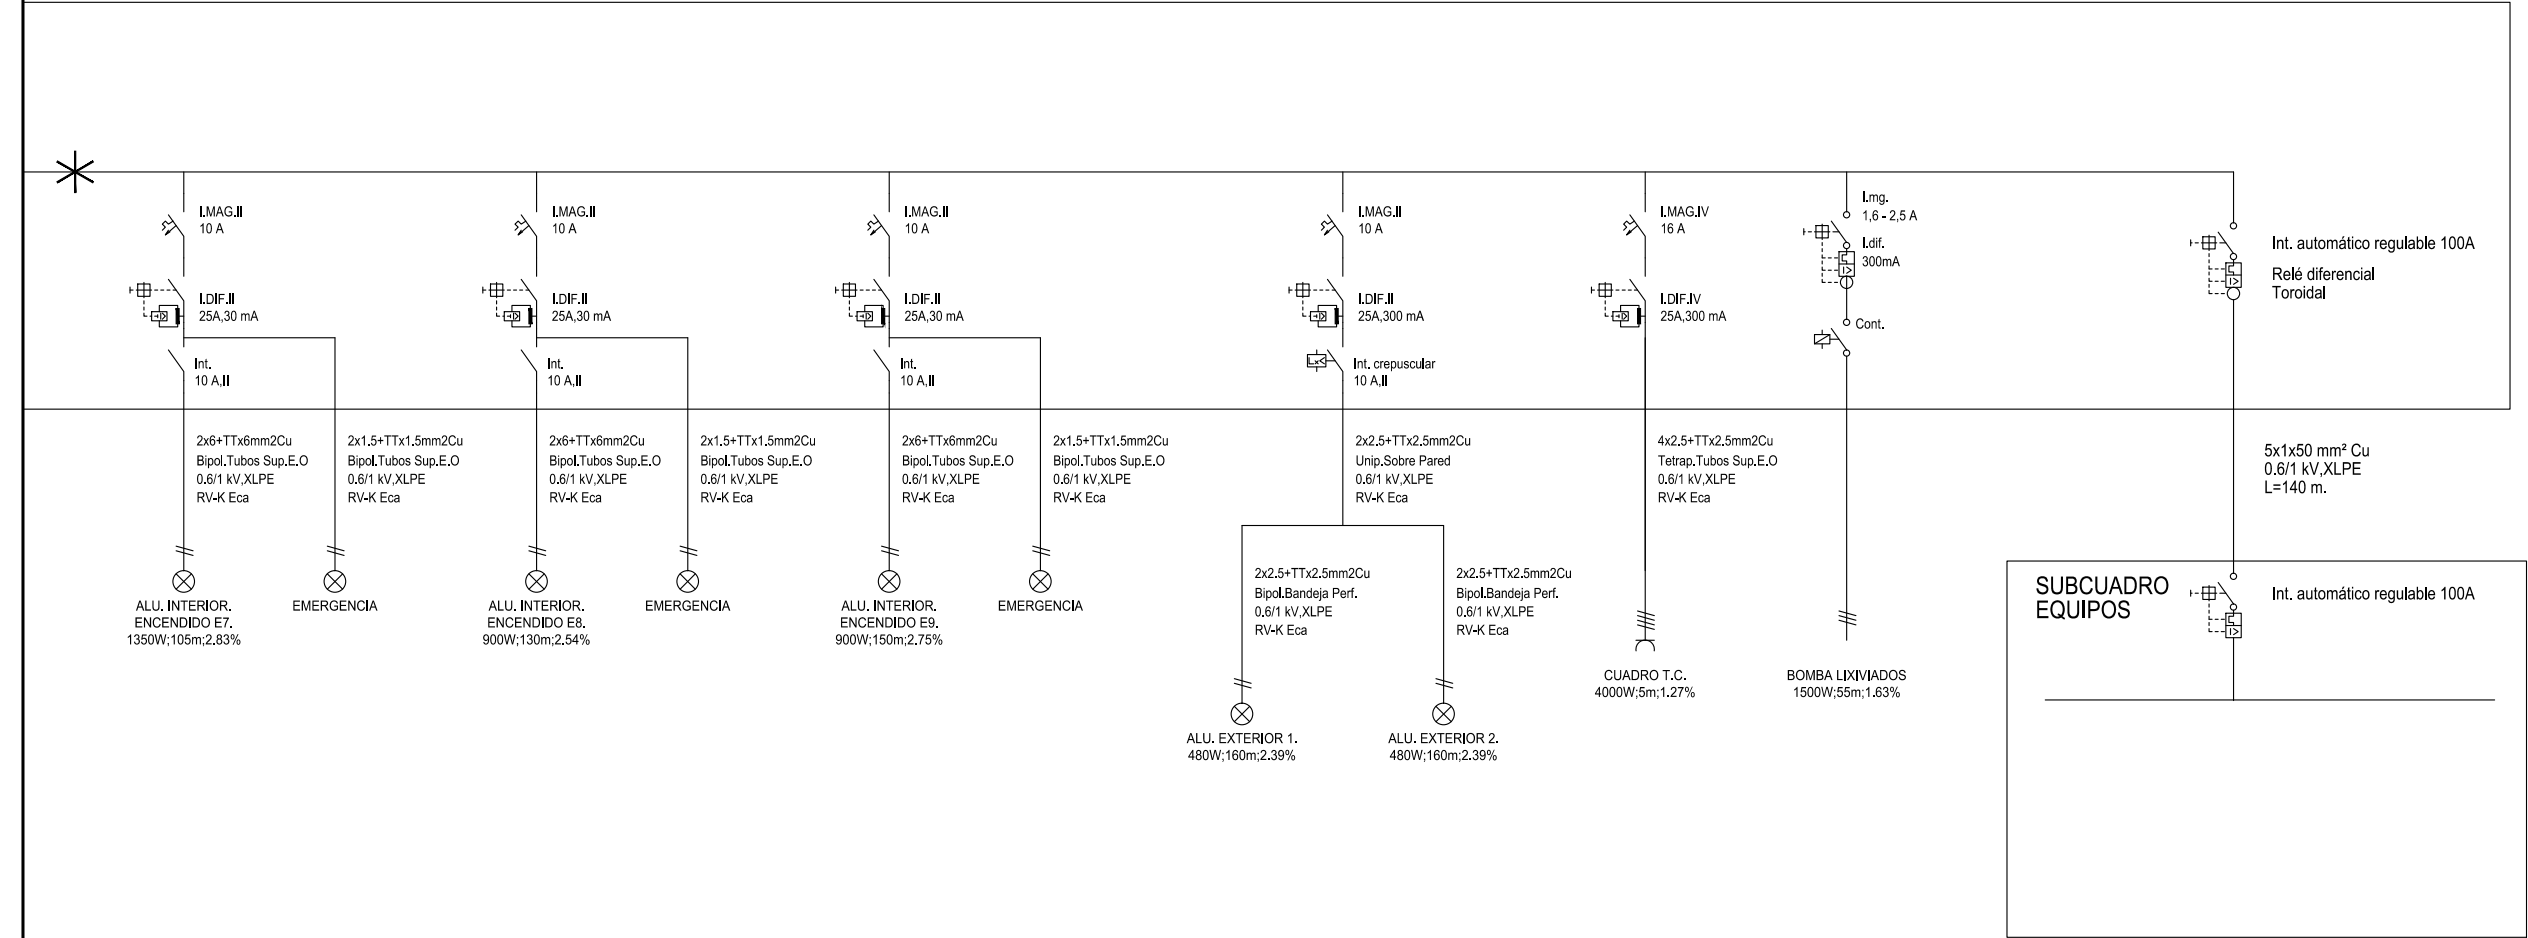 I.MAG.II
10 A
I.DIF.II
25A,30 mA
Int.
10 A,II
I.MAG.II
10 A
I.DIF.II
25A,30 mA
Int.
10 A,II
I.MAG.II
10 A
I.DIF.II
25A,30 mA
Int.
10 A,II
I.MAG.II
10 A
I.DIF.II
25A,300 mA
Int. crepuscular
10 A,II
I.MAG.IV
16 A
I.DIF.IV
25A,300 mA
I.mg.
1,6 - 2,5 A
I.dif.
300mA
Cont.
Int. automático regulable 100A
Relé diferencial
Toroidal
2x6+TTx6mm2Cu
Bipol.Tubos Sup.E.O
0.6/1 kV,XLPE
RV-K Eca
2x1.5+TTx1.5mm2Cu
Bipol.Tubos Sup.E.O
0.6/1 kV,XLPE
RV-K Eca
2x6+TTx6mm2Cu
Bipol.Tubos Sup.E.O
0.6/1 kV,XLPE
RV-K Eca
2x1.5+TTx1.5mm2Cu
Bipol.Tubos Sup.E.O
0.6/1 kV,XLPE
RV-K Eca
2x6+TTx6mm2Cu
Bipol.Tubos Sup.E.O
0.6/1 kV,XLPE
RV-K Eca
2x1.5+TTx1.5mm2Cu
Bipol.Tubos Sup.E.O
0.6/1 kV,XLPE
RV-K Eca
2x2.5+TTx2.5mm2Cu
Unip.Sobre Pared
0.6/1 kV,XLPE
RV-K Eca
4x2.5+TTx2.5mm2Cu
Tetrap.Tubos Sup.E.O
0.6/1 kV,XLPE
RV-K Eca
5x1x50 mm² Cu
0.6/1 kV,XLPE
L=140 m.
ALU. INTERIOR.
ENCENDIDO E7.
1350W;105m;2.83%
EMERGENCIA
ALU. INTERIOR.
ENCENDIDO E8.
900W;130m;2.54%
EMERGENCIA
ALU. INTERIOR.
ENCENDIDO E9.
900W;150m;2.75%
EMERGENCIA
2x2.5+TTx2.5mm2Cu
Bipol.Bandeja Perf.
0.6/1 kV,XLPE
RV-K Eca
2x2.5+TTx2.5mm2Cu
Bipol.Bandeja Perf.
0.6/1 kV,XLPE
RV-K Eca
ALU. EXTERIOR 1.
480W;160m;2.39%
ALU. EXTERIOR 2.
480W;160m;2.39%
CUADRO T.C.
4000W;5m;1.27%
BOMBA LIXIVIADOS
1500W;55m;1.63%
SUBCUADRO
EQUIPOS
Int. automático regulable 100A